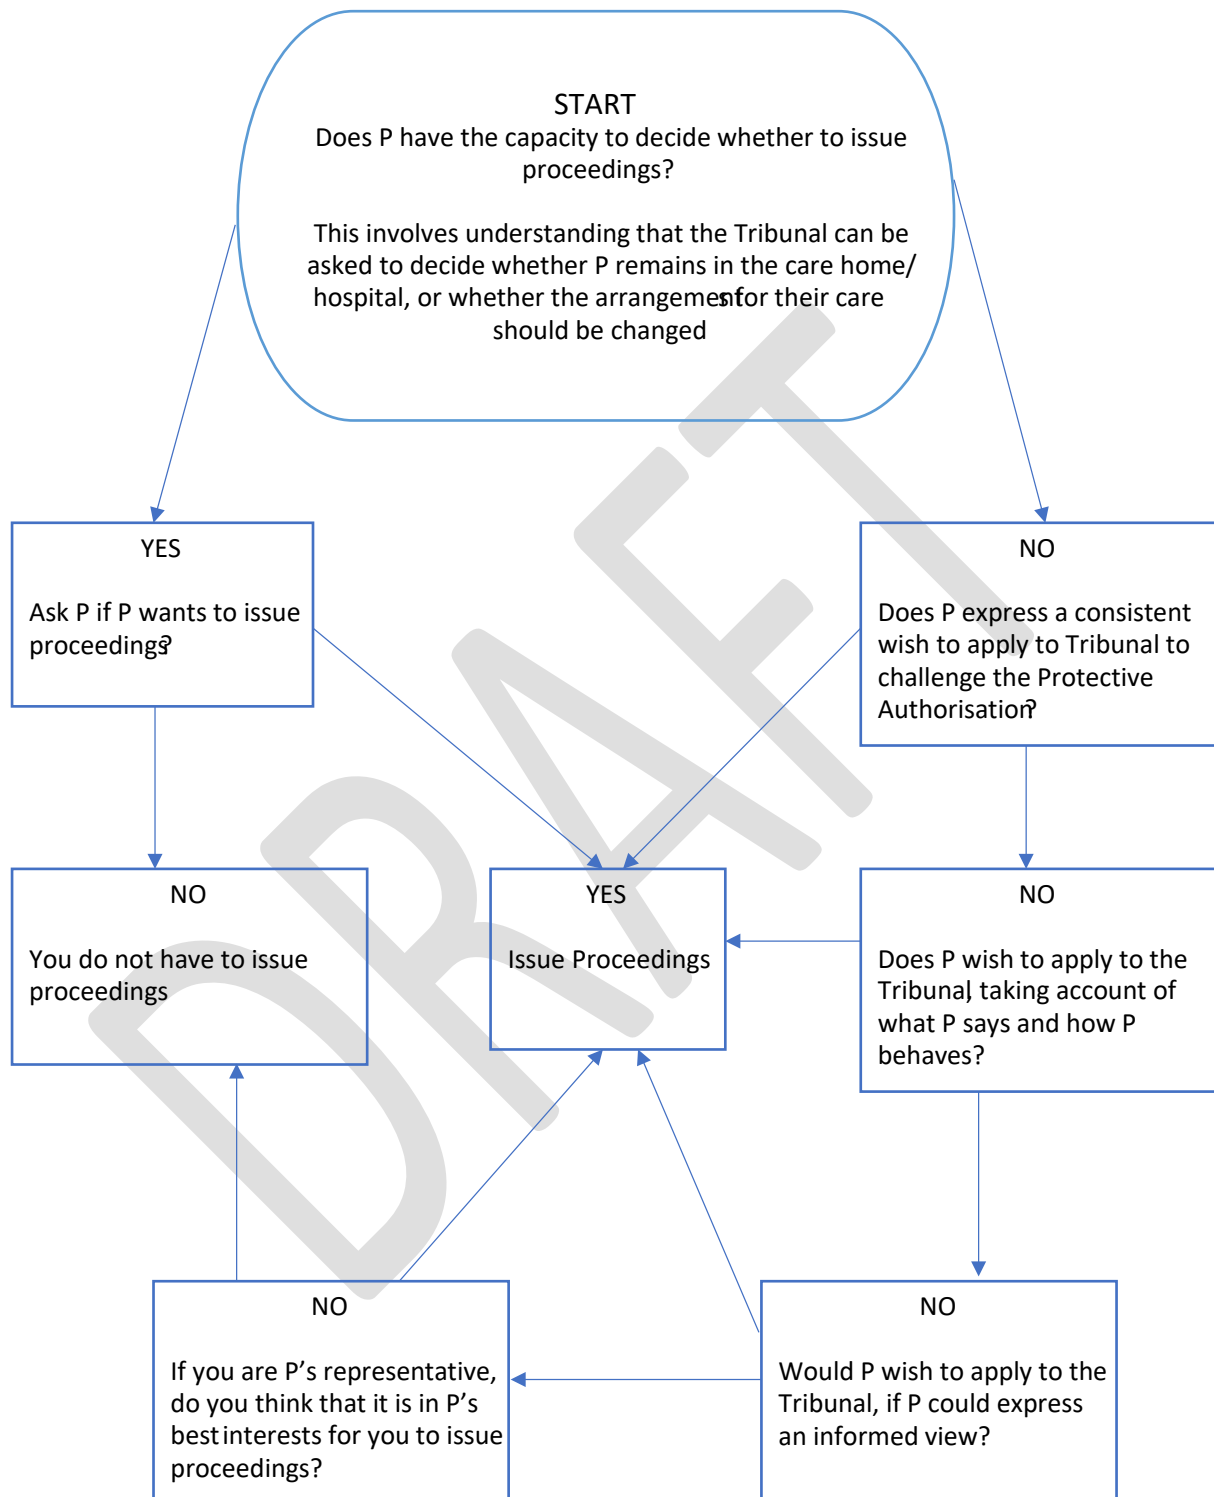 START
Does P have the capacity to decide whether to issue
proceedings?
This involves understanding that the Tribunal can be
asked to decide whether P remains in the care home/
hospital, or whether the arrangements for their care
should be changed
YES
Ask P if P wants to issue
proceedings?
NO
Does P express a consistent
wish to apply to Tribunal to
challenge the Protective
Authorisation?
NO
You do not have to issue
proceedings
YES
Issue Proceedings
NO
Does P wish to apply to the
Tribunal, taking account of
what P says and how P
behaves?
NO
If you are P’s representative,
do you think that it is in P’s
best interests for you to issue
proceedings?
NO
Would P wish to apply to the
Tribunal, if P could express
an informed view?
DRAFT